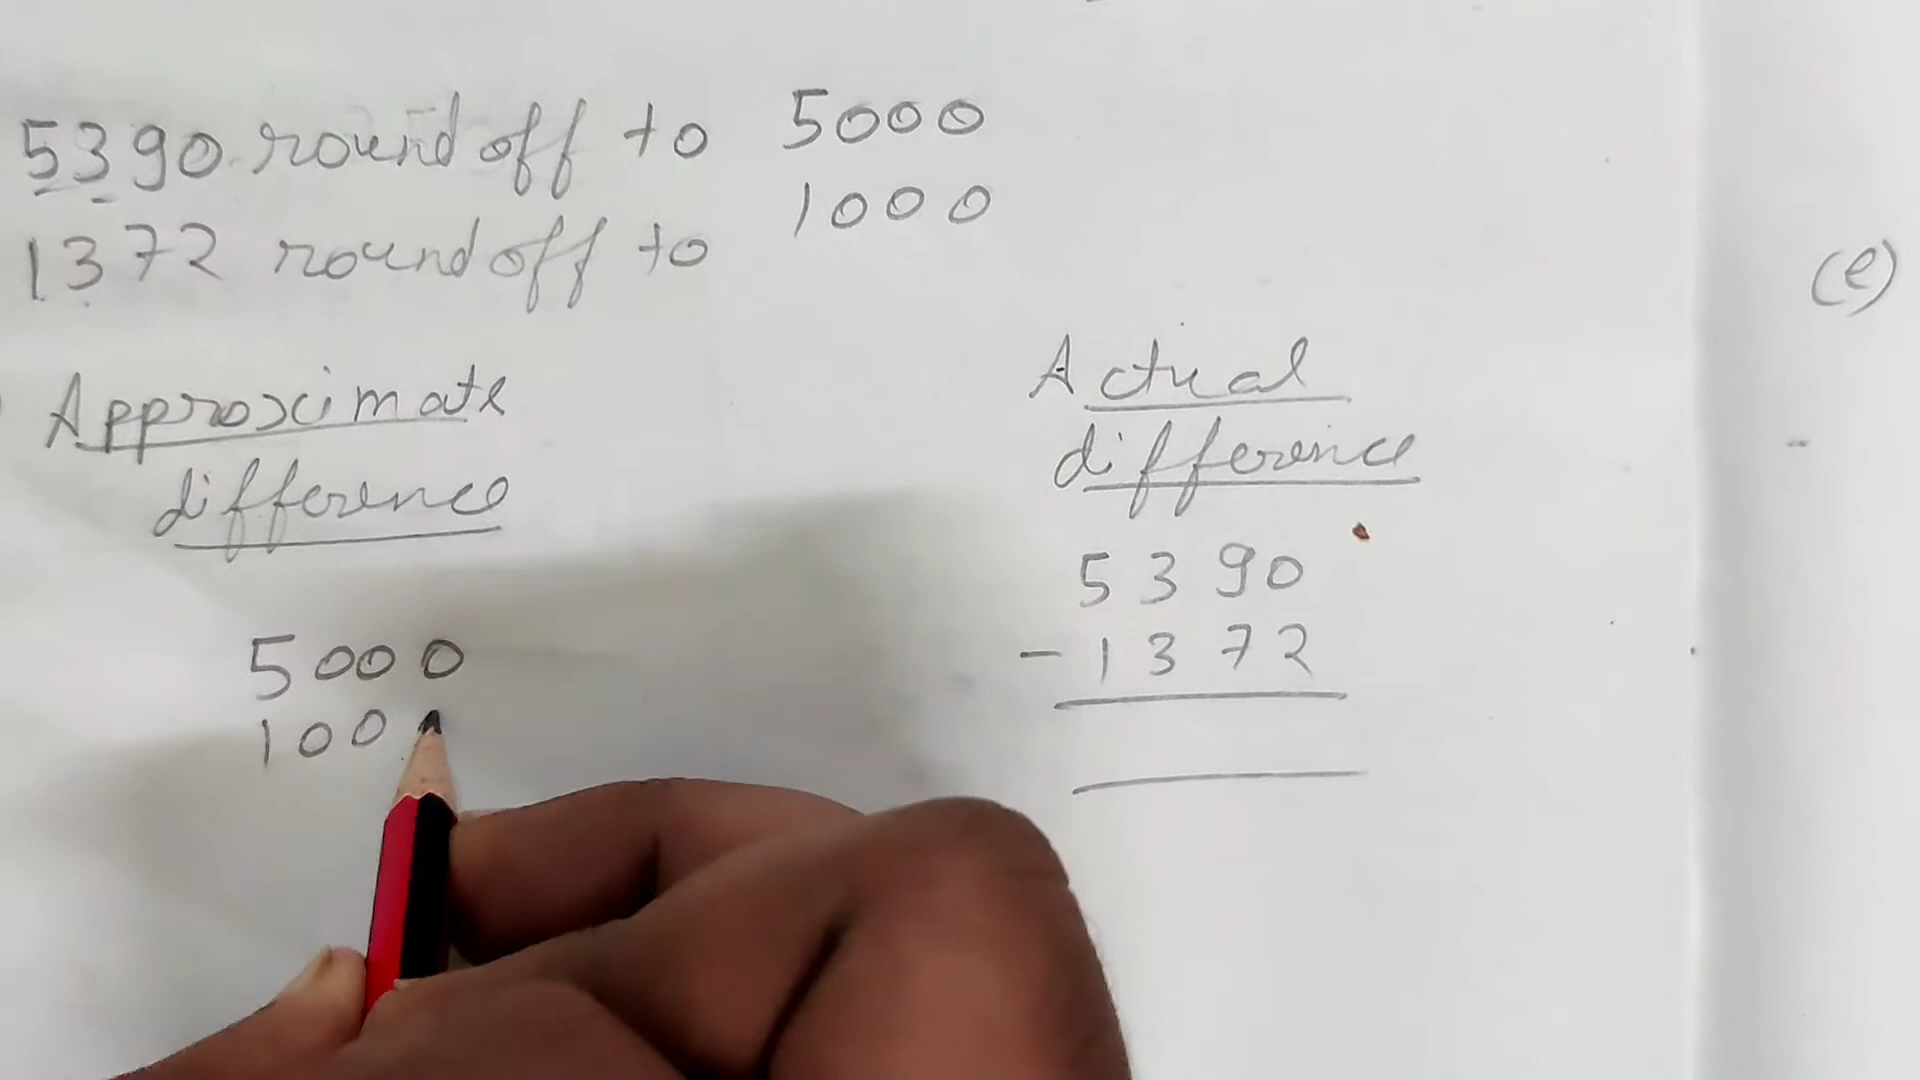 5390 round off to 5000
1372 round off to 1000
Approximate
difference
5000
100
Actual
difference
5390
- 1372
(e)